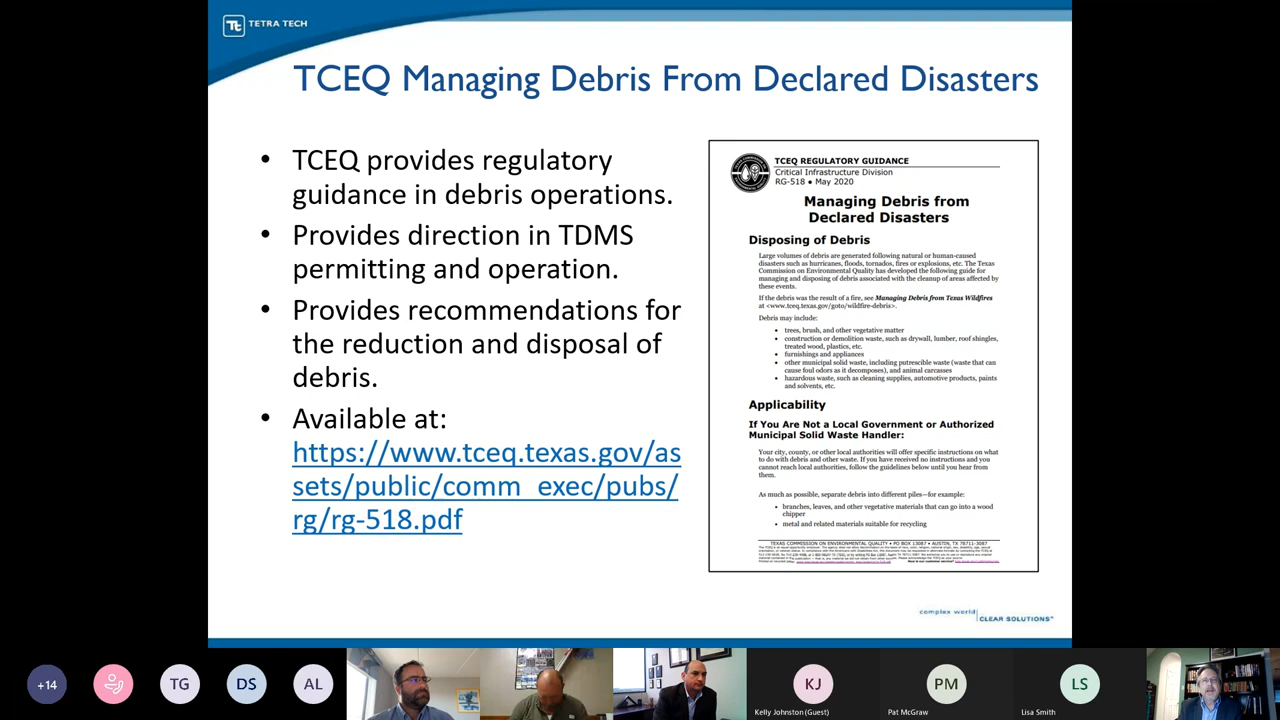 TETRA TECH
TCEQ Managing Debris From Declared Disasters
• TCEQ provides regulatory
guidance in debris operations.
• Provides direction in TDMS
permitting and operation.
• Provides recommendations for
the reduction and disposal of
debris.
• Available at:
https://www.tceq.texas.gov/as
sets/public/comm_exec/pubs/
rg/rg-518.pdf
TCEQ REGULATORY GUIDANCE
Critical Infrastructure Division
RG-518 • May 2020
Managing Debris from
Declared Disasters
Disposing of Debris
Large volumes of debris are generated following natural or human-caused
disasters such as hurricanes, floods, tornados, fires or explosions, etc. The Texas
Commission on Environmental Quality has developed the following guide for
managing and disposing of debris associated with the cleanup of areas affected by
these events.
If the debris was the result of a fire, see Managing Debris from Texas Wildfires
at <www.tceq.texas.gov/goto/wildfire-debris>.
Debris may include:
• trees, brush, and other vegetative matter
• construction or demolition waste, such as drywall, lumber, roof shingles,
treated wood, plastics, etc.
• furnishings and appliances
• other municipal solid waste, including putrescible waste (waste that can
cause foul odors as it decomposes), and animal carcasses
• hazardous waste, such as cleaning supplies, automotive products, paints
and solvents, etc.
Applicability
If You Are Not a Local Government or Authorized
Municipal Solid Waste Handler:
Your city, county, or other local authorities will offer specific instructions on what
to do with debris and other waste. If you have received no instructions and you
cannot reach local authorities, follow the guidelines below until you hear from
them.
As much as possible, separate debris into different piles—for example:
• branches, leaves, and other vegetative materials that can go into a wood
chipper
• metal and related materials suitable for recycling
TEXAS COMMISSION ON ENVIRONMENTAL QUALITY • PO BOX 13087 • AUSTIN, TX 78711-3087
complex world
CLEAR SOLUTIONS™
+14
TG
DS
AL
KJ
Kelly Johnston (Guest)
PM
Pat McGraw
LS
Lisa Smith